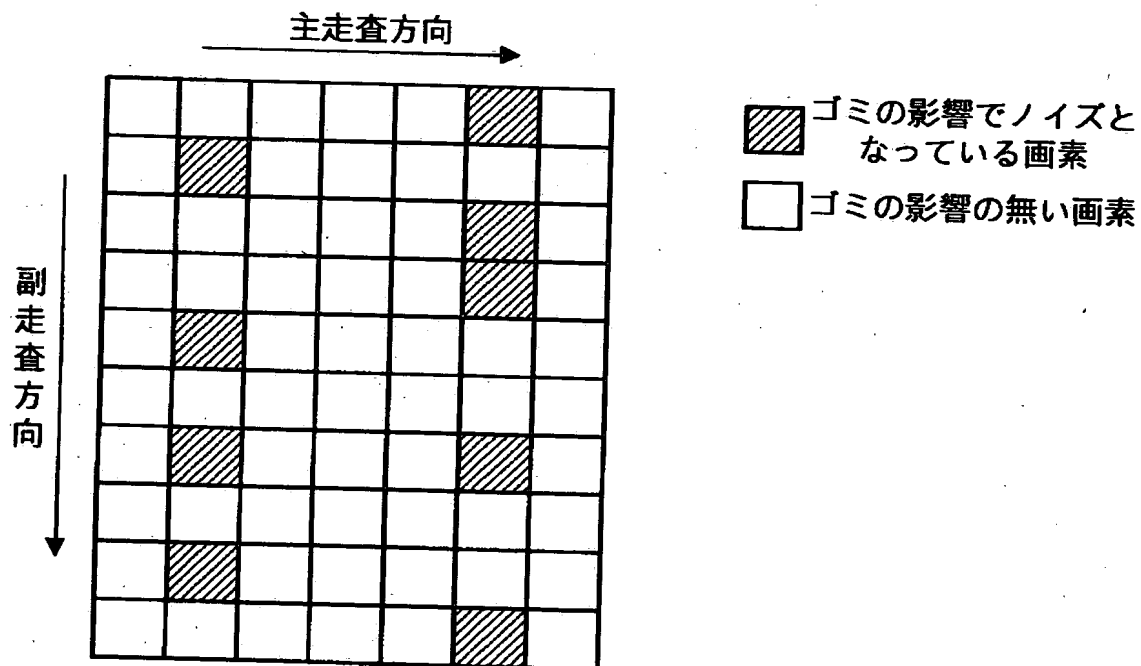 主走査方向
ゴミの影響でノイズと
なっている画素
ゴミの影響の無い画素
副走査方向